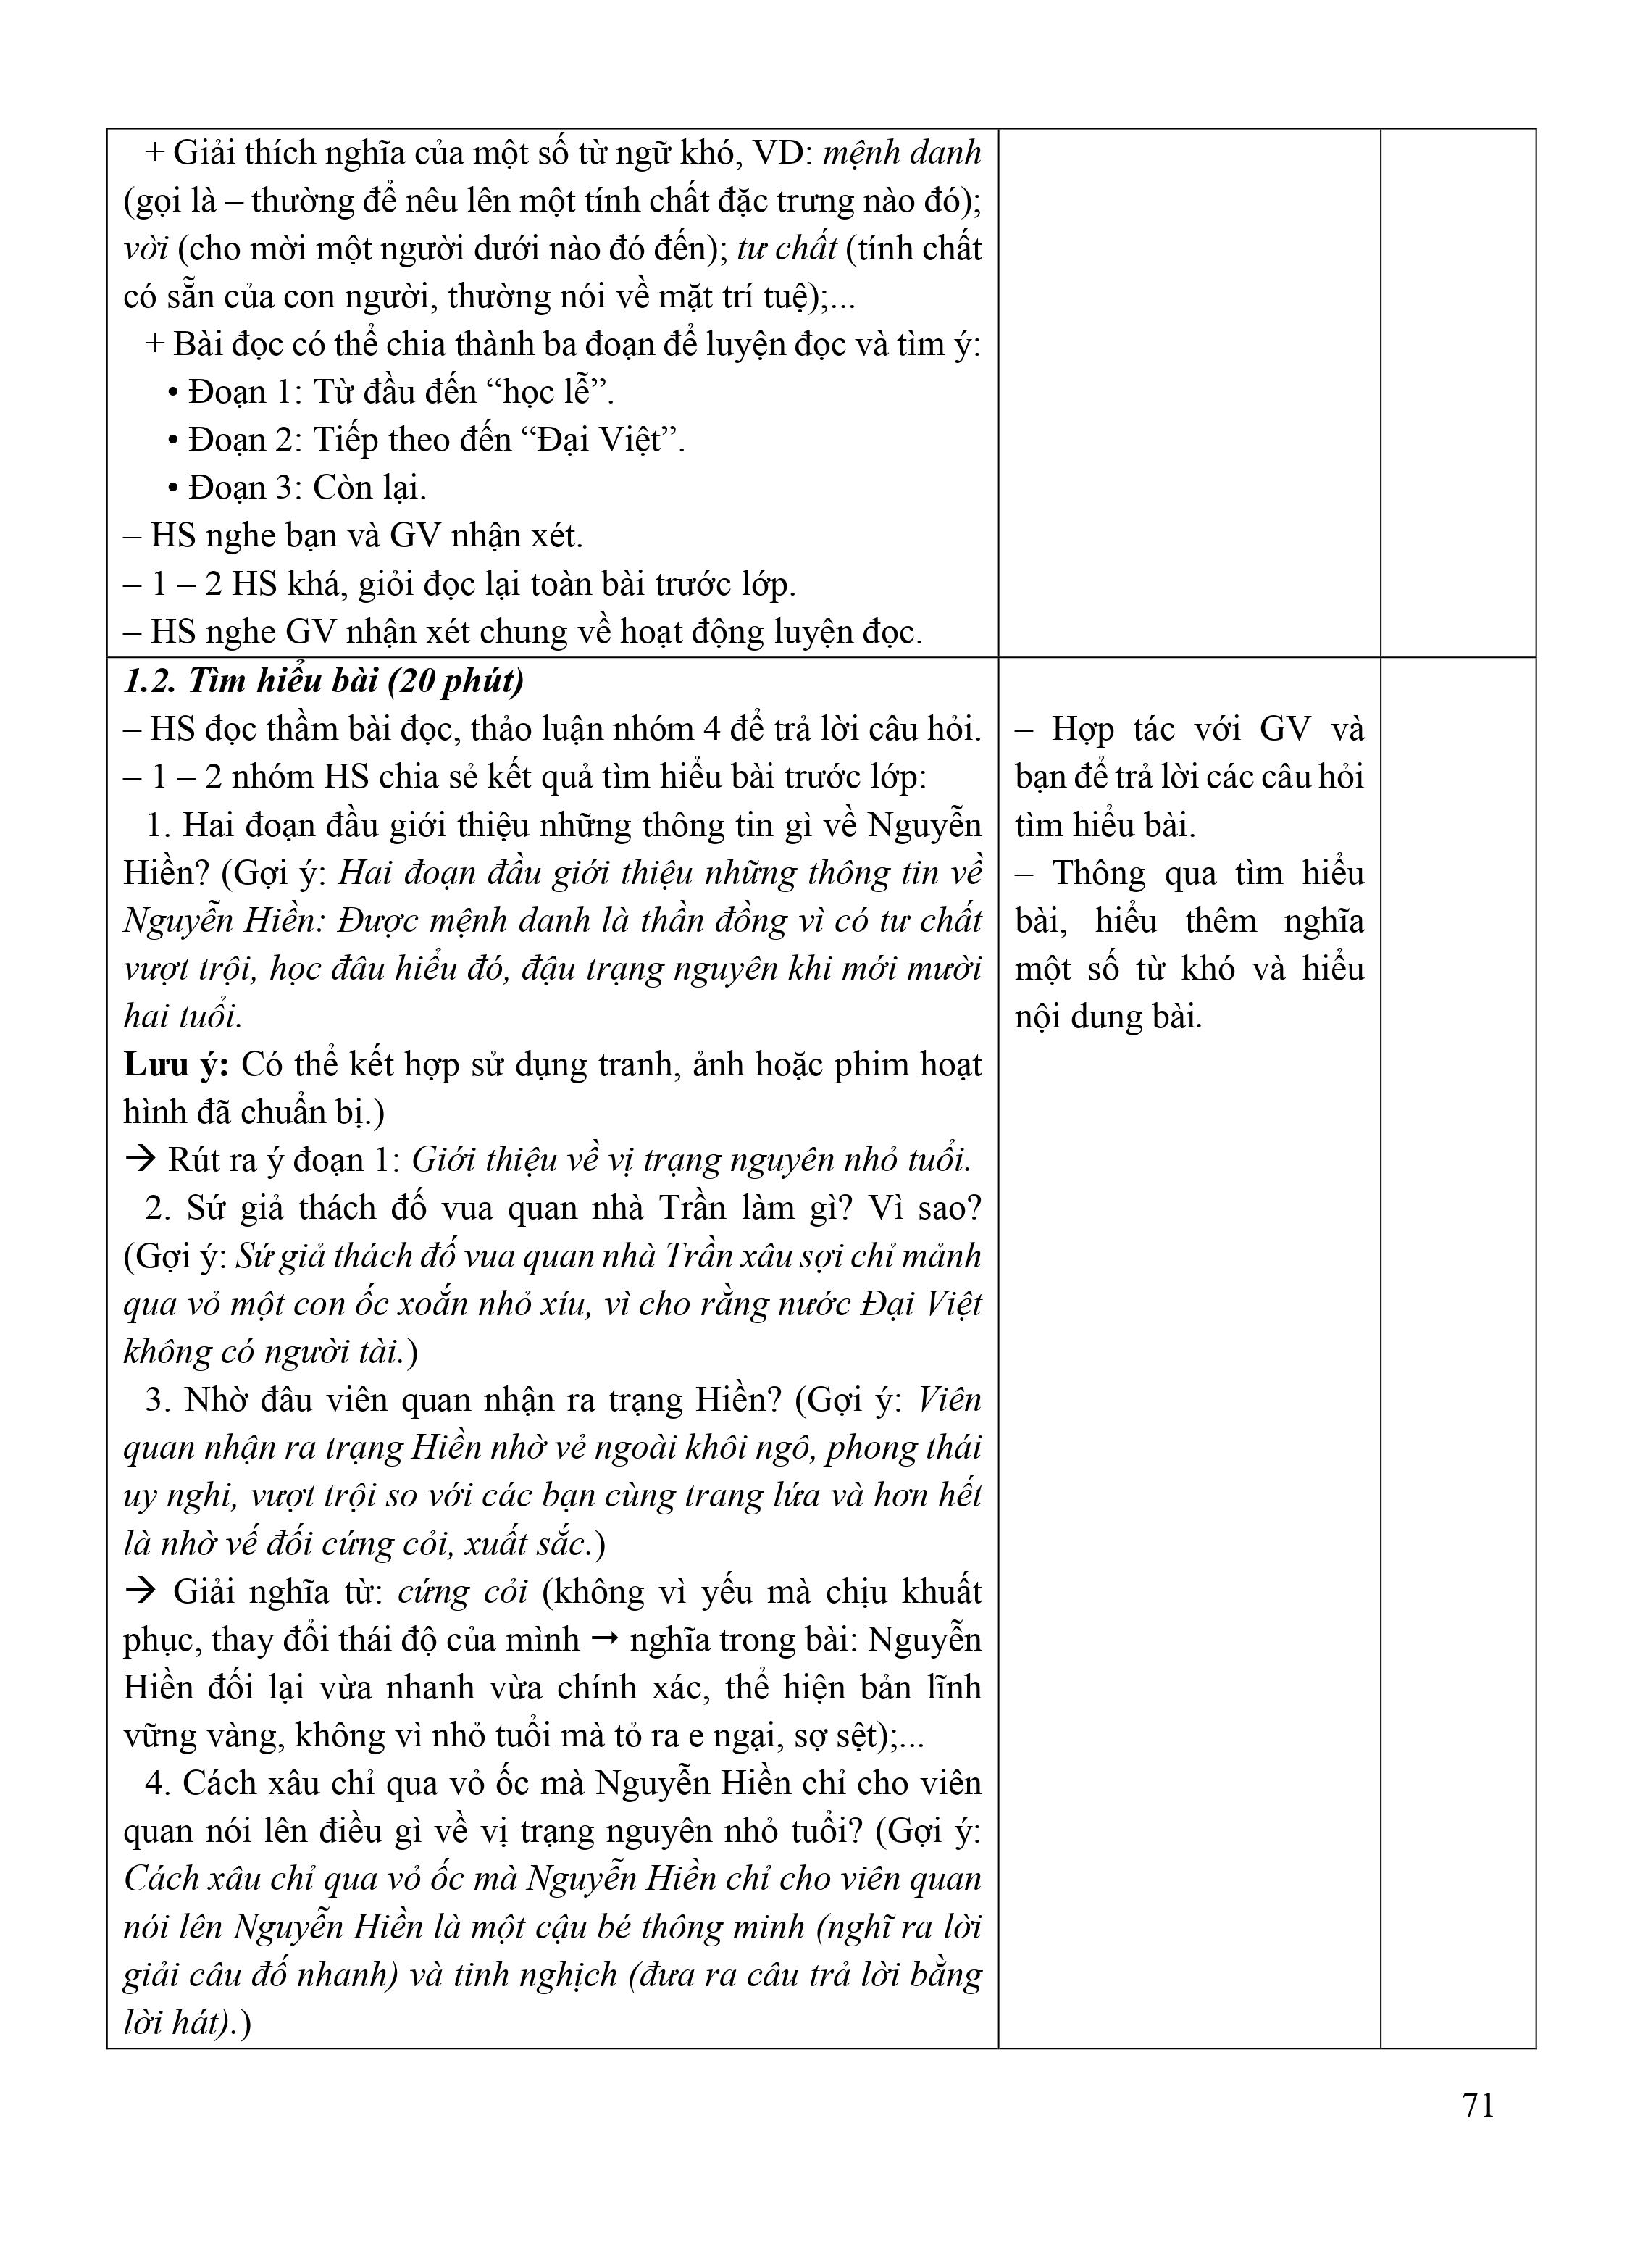 + Giải thích nghĩa của một số từ ngữ khó, VD: mệnh danh
(gọi là – thường để nêu lên một tính chất đặc trưng nào đó);
vời (cho mời một người dưới nào đó đến); tư chất (tính chất
có sẵn của con người, thường nói về mặt trí tuệ);...
+ Bài đọc có thể chia thành ba đoạn để luyện đọc và tìm ý:
• Đoạn 1: Từ đầu đến “học lễ”.
• Đoạn 2: Tiếp theo đến “Đại Việt”.
• Đoạn 3: Còn lại.
– HS nghe bạn và GV nhận xét.
– 1 – 2 HS khá, giỏi đọc lại toàn bài trước lớp.
– HS nghe GV nhận xét chung về hoạt động luyện đọc.
1.2. Tìm hiểu bài (20 phút)
– HS đọc thầm bài đọc, thảo luận nhóm 4 để trả lời câu hỏi.
– 1 – 2 nhóm HS chia sẻ kết quả tìm hiểu bài trước lớp:
1. Hai đoạn đầu giới thiệu những thông tin gì về Nguyễn
Hiền? (Gợi ý: Hai đoạn đầu giới thiệu những thông tin về
Nguyễn Hiền: Được mệnh danh là thần đồng vì có tư chất
vượt trội, học đâu hiểu đó, đậu trạng nguyên khi mới mười
hai tuổi.
Lưu ý: Có thể kết hợp sử dụng tranh, ảnh hoặc phim hoạt
hình đã chuẩn bị.)
→ Rút ra ý đoạn 1: Giới thiệu về vị trạng nguyên nhỏ tuổi.
2. Sứ giả thách đố vua quan nhà Trần làm gì? Vì sao?
(Gợi ý: Sứ giả thách đố vua quan nhà Trần xâu sợi chỉ mảnh
qua vỏ một con ốc xoắn nhỏ xíu, vì cho rằng nước Đại Việt
không có người tài.)
3. Nhờ đâu viên quan nhận ra trạng Hiền? (Gợi ý: Viên
quan nhận ra trạng Hiền nhờ vẻ ngoài khôi ngô, phong thái
uy nghi, vượt trội so với các bạn cùng trang lứa và hơn hết
là nhờ vế đối cứng cỏi, xuất sắc.)
→ Giải nghĩa từ: cứng cỏi (không vì yếu mà chịu khuất
phục, thay đổi thái độ của mình → nghĩa trong bài: Nguyễn
Hiền đối lại vừa nhanh vừa chính xác, thể hiện bản lĩnh
vững vàng, không vì nhỏ tuổi mà tỏ ra e ngại, sợ sệt);...
4. Cách xâu chỉ qua vỏ ốc mà Nguyễn Hiền chỉ cho viên
quan nói lên điều gì về vị trạng nguyên nhỏ tuổi? (Gợi ý:
Cách xâu chỉ qua vỏ ốc mà Nguyễn Hiền chỉ cho viên quan
nói lên Nguyễn Hiền là một cậu bé thông minh (nghĩ ra lời
giải câu đố nhanh) và tinh nghịch (đưa ra câu trả lời bằng
lời hát).)
– Hợp tác với GV và
bạn để trả lời các câu hỏi
tìm hiểu bài.
– Thông qua tìm hiểu
bài, hiểu thêm nghĩa
một số từ khó và hiểu
nội dung bài.
71